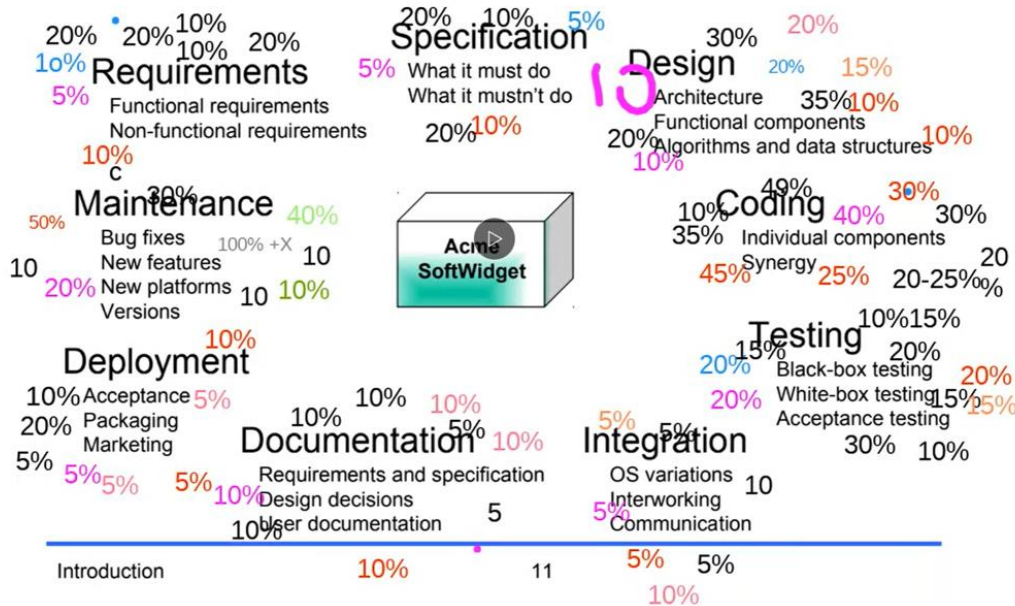 20% 10% 5%
20% 20% 10% 20%
10%
Specification
30% 20%
1o%
Requirements
5%
What it must do
10
Design
20% 15%
5%
What it mustn't do
Architecture 35% 10%
Functional requirements
Functional components
Non-functional requirements
20% 10%
20% Algorithms and data structures 10%
10%
10%
c
30%
49% 30%
50%
Maintenance
40%
10% Coding 40% 30%
Bug fixes
100% +X
35% Individual components
10 New features 10
Synergy
20
45% 25% 20-25% %
20% New platforms
10 10%
Versions
Acme
SoftWidget
10% 15%
10%
Testing
Deployment
15% 20%
20% Black-box testing 20%
10% Acceptance 5%
20% White-box testing 15% 15%
20% Packaging
Acceptance testing
Marketing
30% 10%
5%
5% 5%
10% 10% 10%
5% 10%
Documentation
5% 10% Requirements and specification
Design decisions
User documentation 5
10%
5% 5%
Integration
OS variations
10
Interworking
5%
Communication
Introduction 10% 11 5% 5%
10%